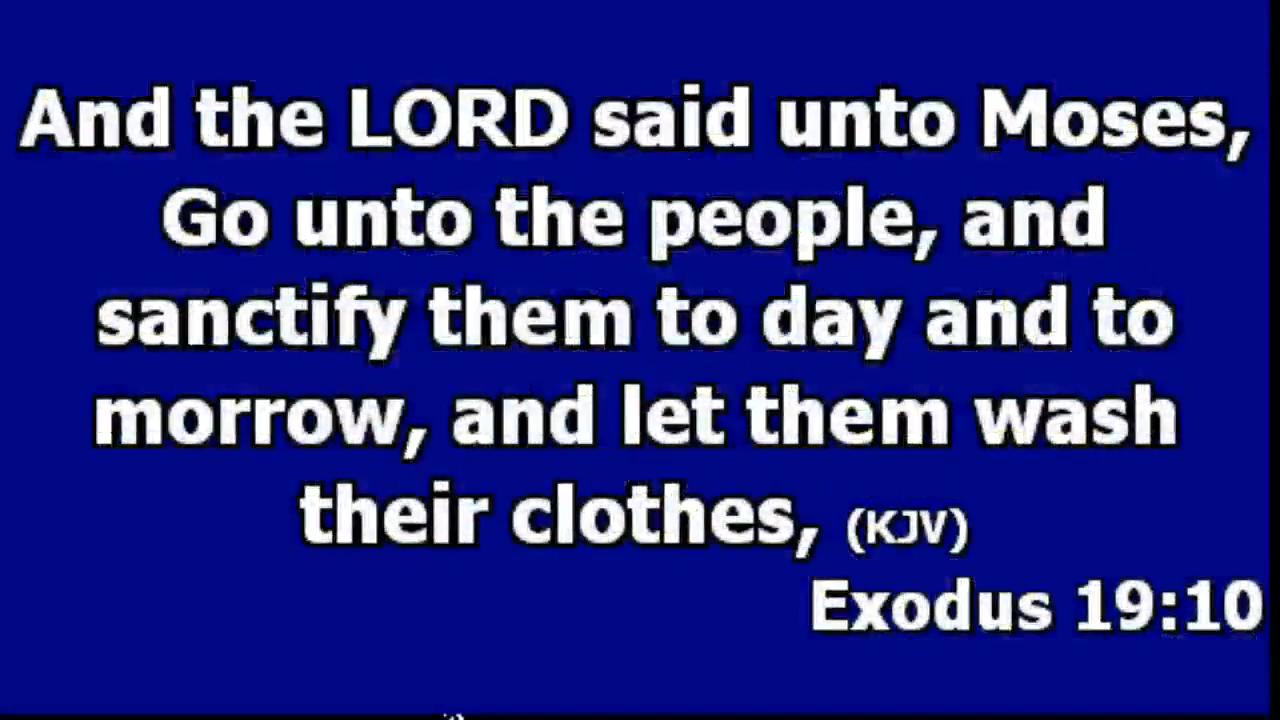 And the LORD said unto Moses,
Go unto the people, and
sanctify them to day and to
morrow, and let them wash
their clothes, (KJV)
Exodus 19:10